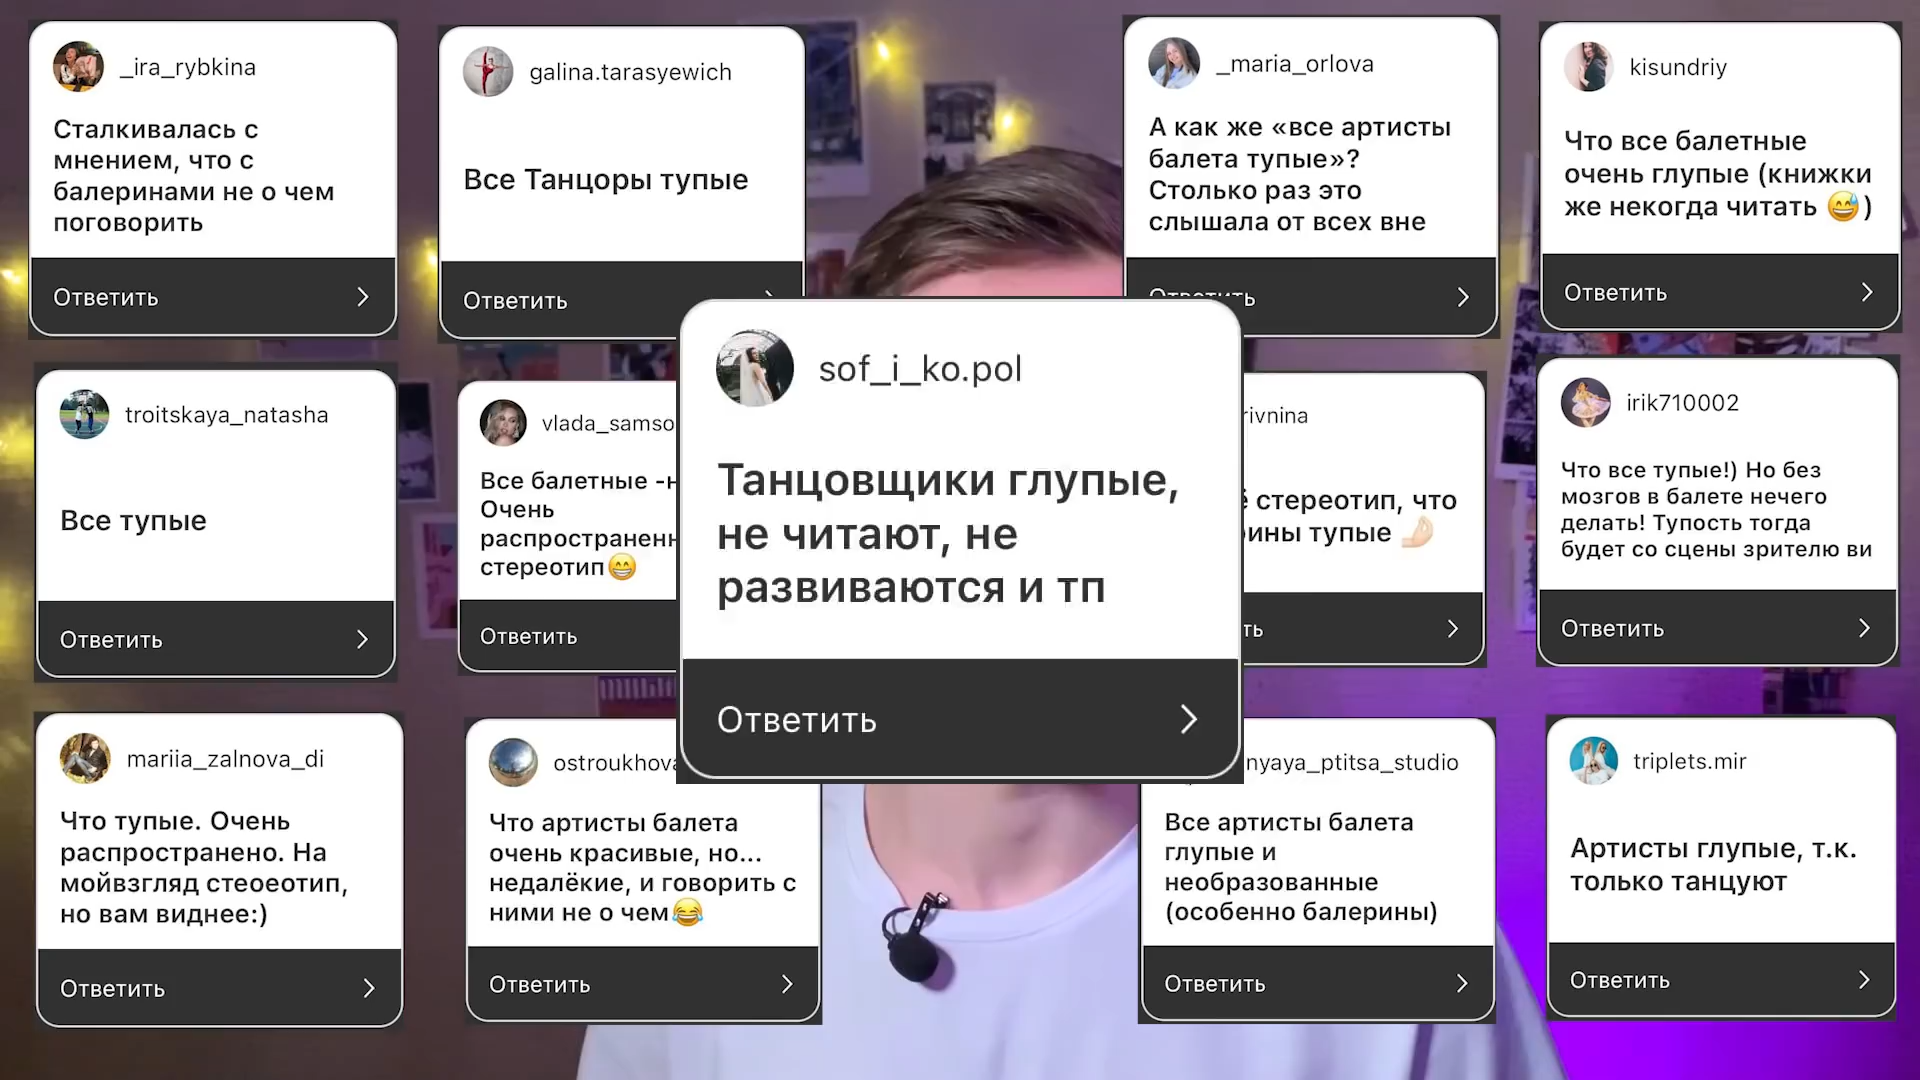 _ira_rybkina
Сталкивалась с
мнением, что с
балеринами не о чем
поговорить
Ответить
galina.tarasyewich
Все Танцоры тупые
Ответить
_maria_orlova
А как же «все артисты
балета тупые»?
Столько раз это
слышала от всех вне
Ответить
kisundriy
Что все балетные
очень глупые (книжки
же некогда читать 😅)
Ответить
troitskaya_natasha
Все тупые
Ответить
Все балетные -
Очень
стереотип😁
Ответить
sof_i_ko.pol
Танцовщики глупые,
не читают, не
развиваются и тп
Ответить
стереотип, что
тупые 🤌🏻
irik710002
Что все тупые!) Но без
мозгов в балете нечего
делать! Тупость тогда
будет со сцены зрителю ви
Ответить
mariia_zalnova_di
Что тупые. Очень
распространено. На
мойвзгляд стеоеотип,
но вам виднее:)
Ответить
Что артисты балета
очень красивые, но...
недалёкие, и говорить с
ними не о чем😂
Ответить
Все артисты балета
глупые и
необразованные
(особенно балерины)
Ответить
triplets.mir
Артисты глупые, т.к.
только танцуют
Ответить